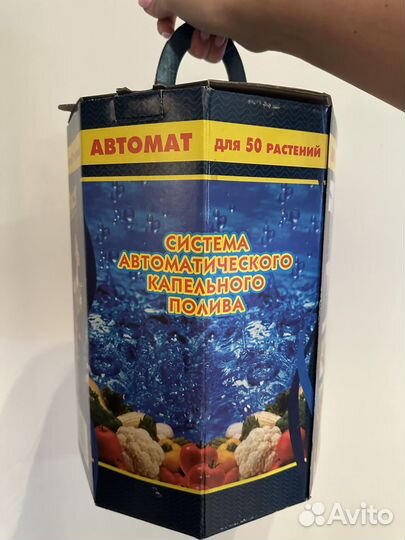 АВТОМАТ для 50 РАСТЕНИЙ
СИСТЕМА
АВТОМАТИЧЕСКОГО
КАПЕЛЬНОГО
ПОЛИВА
Avito